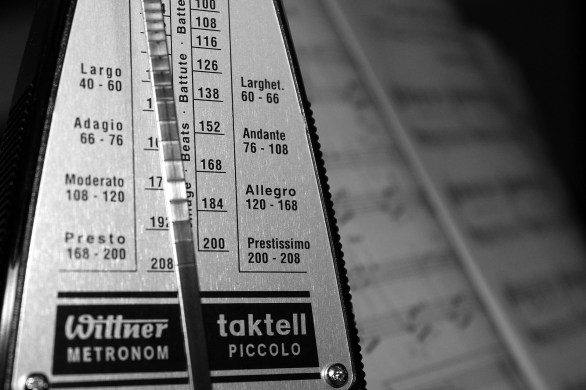 100
108
116
126
138
152
168
184
200
192
208
Battute · Beats · Battute · Batte
Largo
40 - 60
Adagio
66 - 76
Moderato
108 - 120
Presto
168 - 200
Larghet.
60 - 66
Andante
76 - 108
Allegro
120 - 168
Prestissimo
200 - 208
Wittner
METRONOM
taktell
PICCOLO